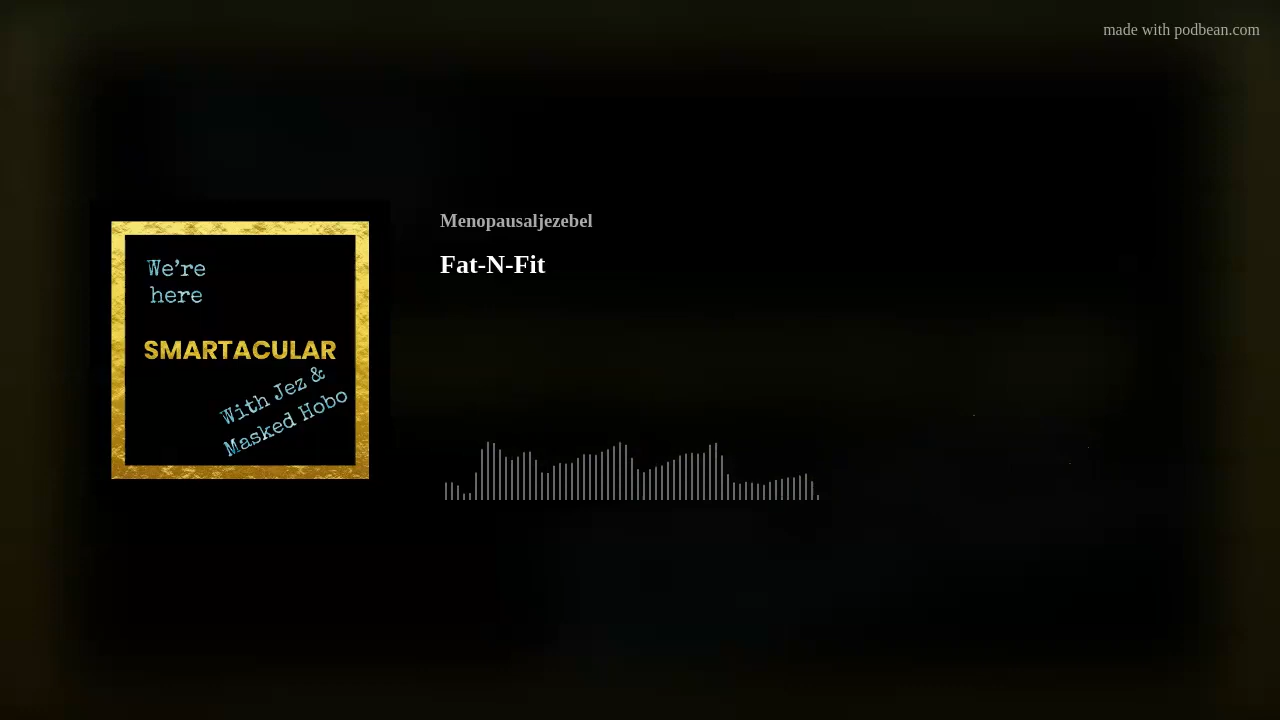 made with podbean.com
Menopausaljezebel
Fat-N-Fit
We're
here
SMARTACULAR
With Jez &
Masked Hobo